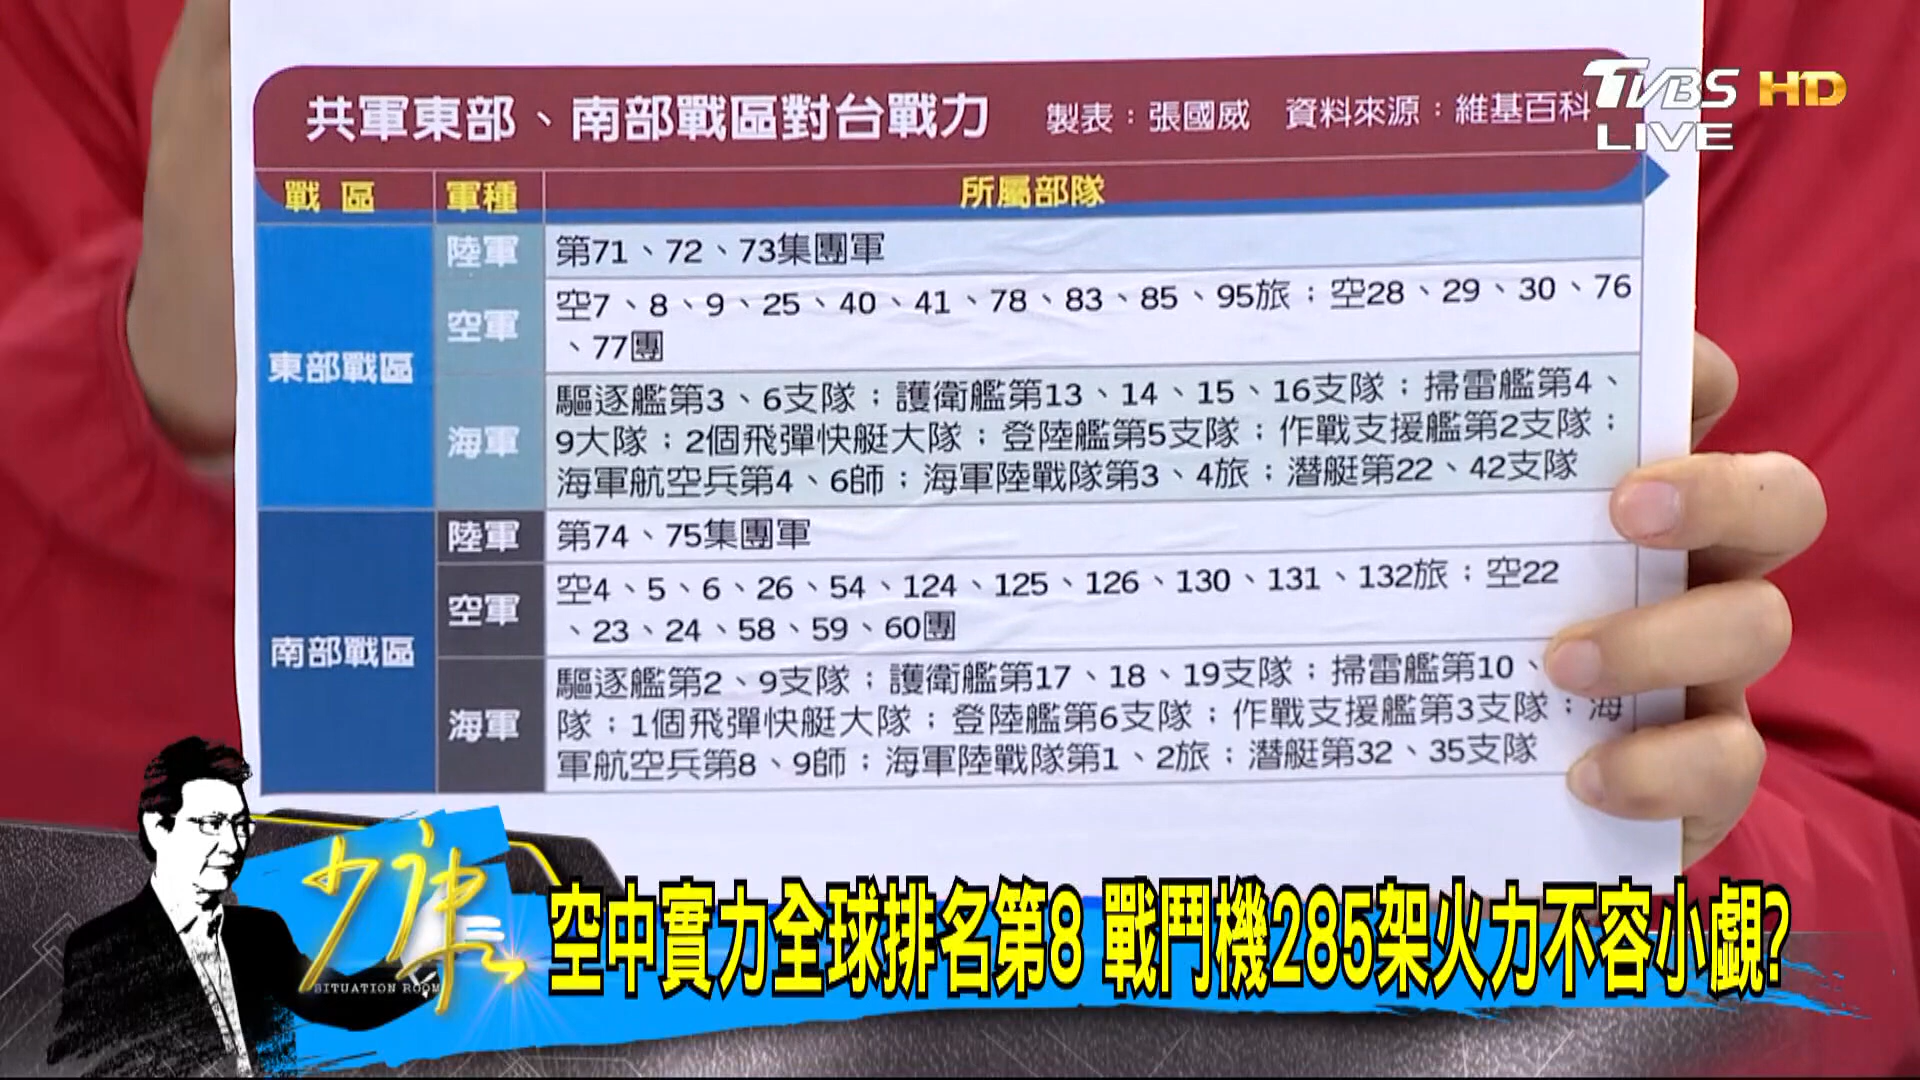 TVBS HD
LIVE
共軍東部、南部戰區對台戰力 製表：張國威 資料來源：維基百科
戰區 軍種 所屬部隊
東部戰區
陸軍 第71、72、73集團軍
空軍 空7、8、9、25、40、41、78、83、85、95旅；空28、29、30、76
、77團
海軍 驅逐艦第3、6支隊；護衛艦第13、14、15、16支隊；掃雷艦第4、
9大隊；2個飛彈快艇大隊；登陸艦第5支隊；作戰支援艦第2支隊；
海軍航空兵第4、6師；海軍陸戰隊第3、4旅；潛艇第22、42支隊
南部戰區
陸軍 第74、75集團軍
空軍 空4、5、6、26、54、124、125、126、130、131、132旅；空22
、23、24、58、59、60團
海軍 驅逐艦第2、9支隊；護衛艦第17、18、19支隊；掃雷艦第10、
隊；1個飛彈快艇大隊；登陸艦第6支隊；作戰支援艦第3支隊；海
軍航空兵第8、9師；海軍陸戰隊第1、2旅；潛艇第32、35支隊
少康
SITUATION ROOM
空中實力全球排名第8 戰鬥機285架火力不容小覷?